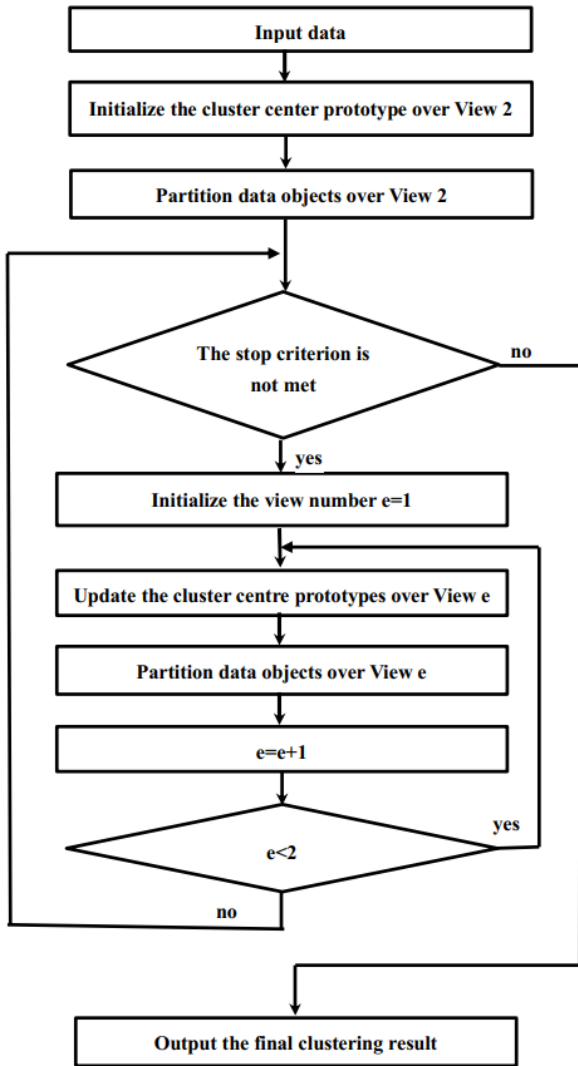 Input data
Initialize the cluster center prototype over View 2
Partition data objects over View 2
The stop criterion is
not met
no
yes
Initialize the view number e=1
Update the cluster centre prototypes over View e
Partition data objects over View e
e=e+1
yes
e<2
no
Output the final clustering result